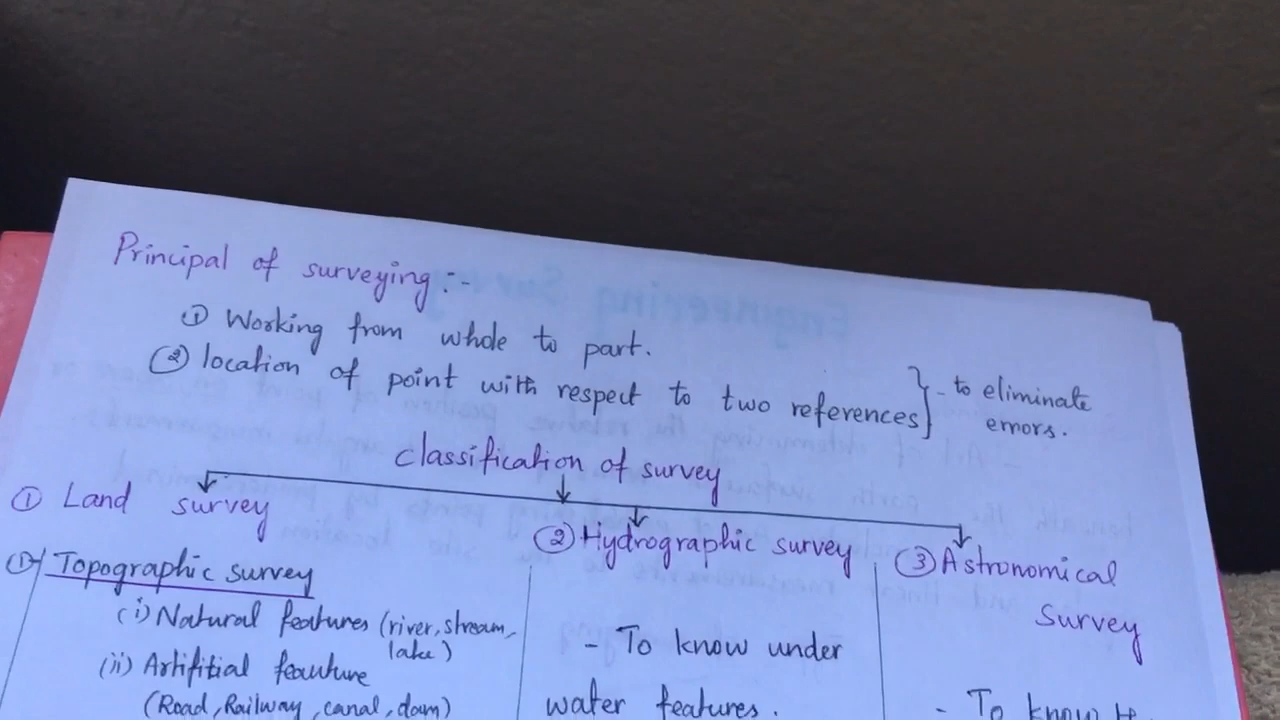 Principal of surveying :-
① Working from whole to part.
② location of point with respect to two references } - to eliminate errors.
classification of survey
① Land survey
② Hydrographic survey
③ Astronomical Survey
① Topographic survey
(i) Natural features (river, stream, lake)
(ii) Artifitial feauture
(Road, Railway, canal, dam)
- To know under
water features.
- To know